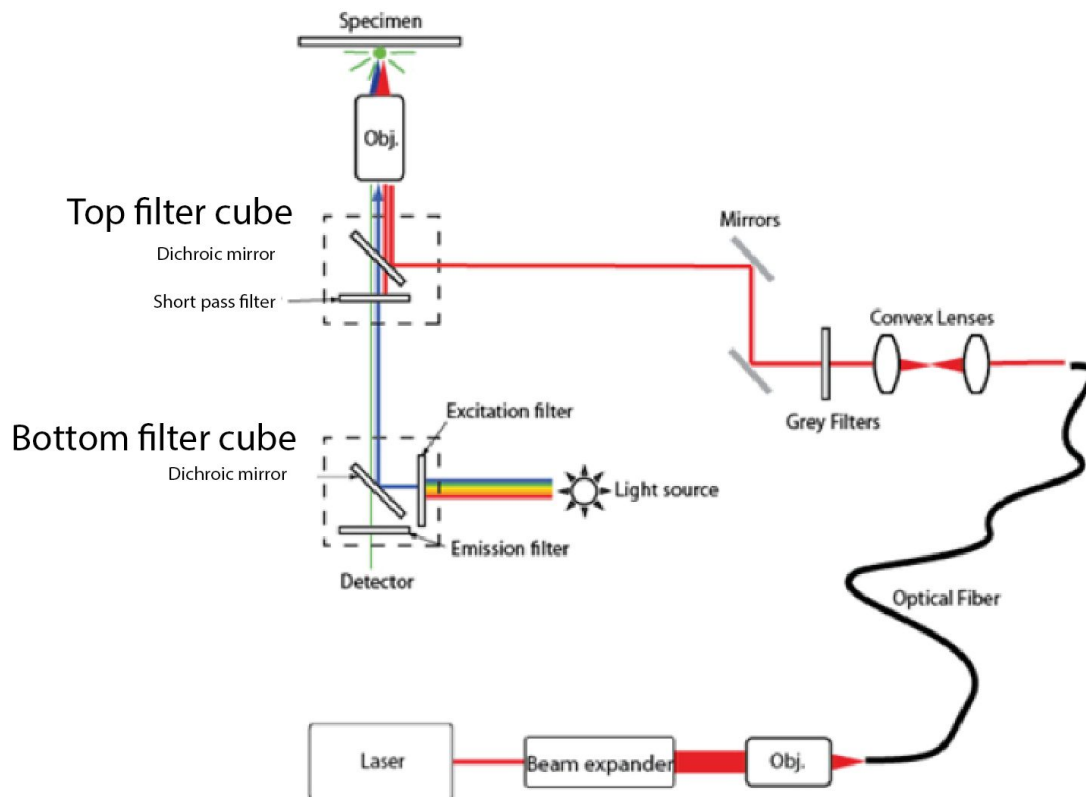 Specimen
Obj.
Top filter cube
Dichroic mirror
Short pass filter
Mirrors
Convex Lenses
Grey Filters
Excitation filter
Bottom filter cube
Dichroic mirror
Light source
Emission filter
Detector
Optical Fiber
Laser
Beam expander
Obj.